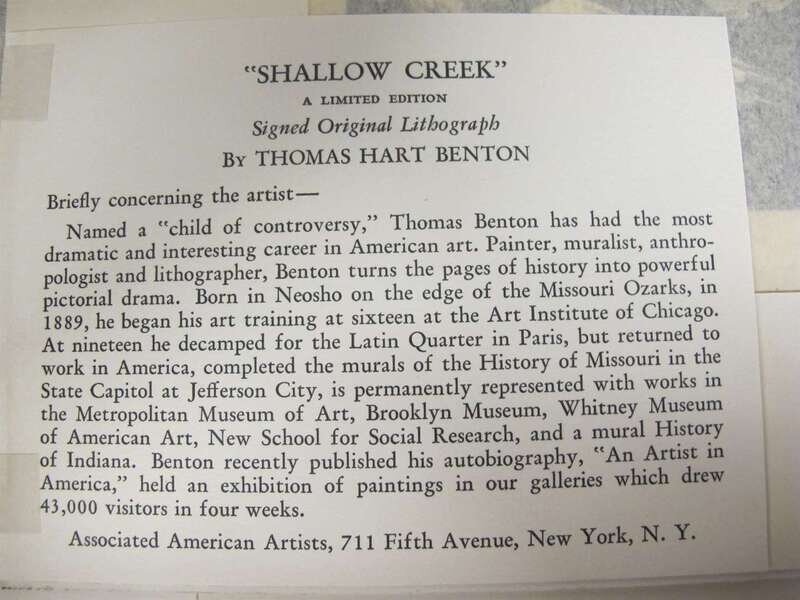 "SHALLOW CREEK"
A LIMITED EDITION
Signed Original Lithograph
By THOMAS HART BENTON
Briefly concerning the artist—
Named a "child of controversy," Thomas Benton has had the most
dramatic and interesting career in American art. Painter, muralist, anthro-
pologist and lithographer, Benton turns the pages of history into powerful
pictorial drama. Born in Neosho on the edge of the Missouri Ozarks, in
1889, he began his art training at sixteen at the Art Institute of Chicago.
At nineteen he decamped for the Latin Quarter in Paris, but returned to
work in America, completed the murals of the History of Missouri in the
State Capitol at Jefferson City, is permanently represented with works in
the Metropolitan Museum of Art, Brooklyn Museum, Whitney Museum
of American Art, New School for Social Research, and a mural History
of Indiana. Benton recently published his autobiography, "An Artist in
America," held an exhibition of paintings in our galleries which drew
43,000 visitors in four weeks.
Associated American Artists, 711 Fifth Avenue, New York, N. Y.